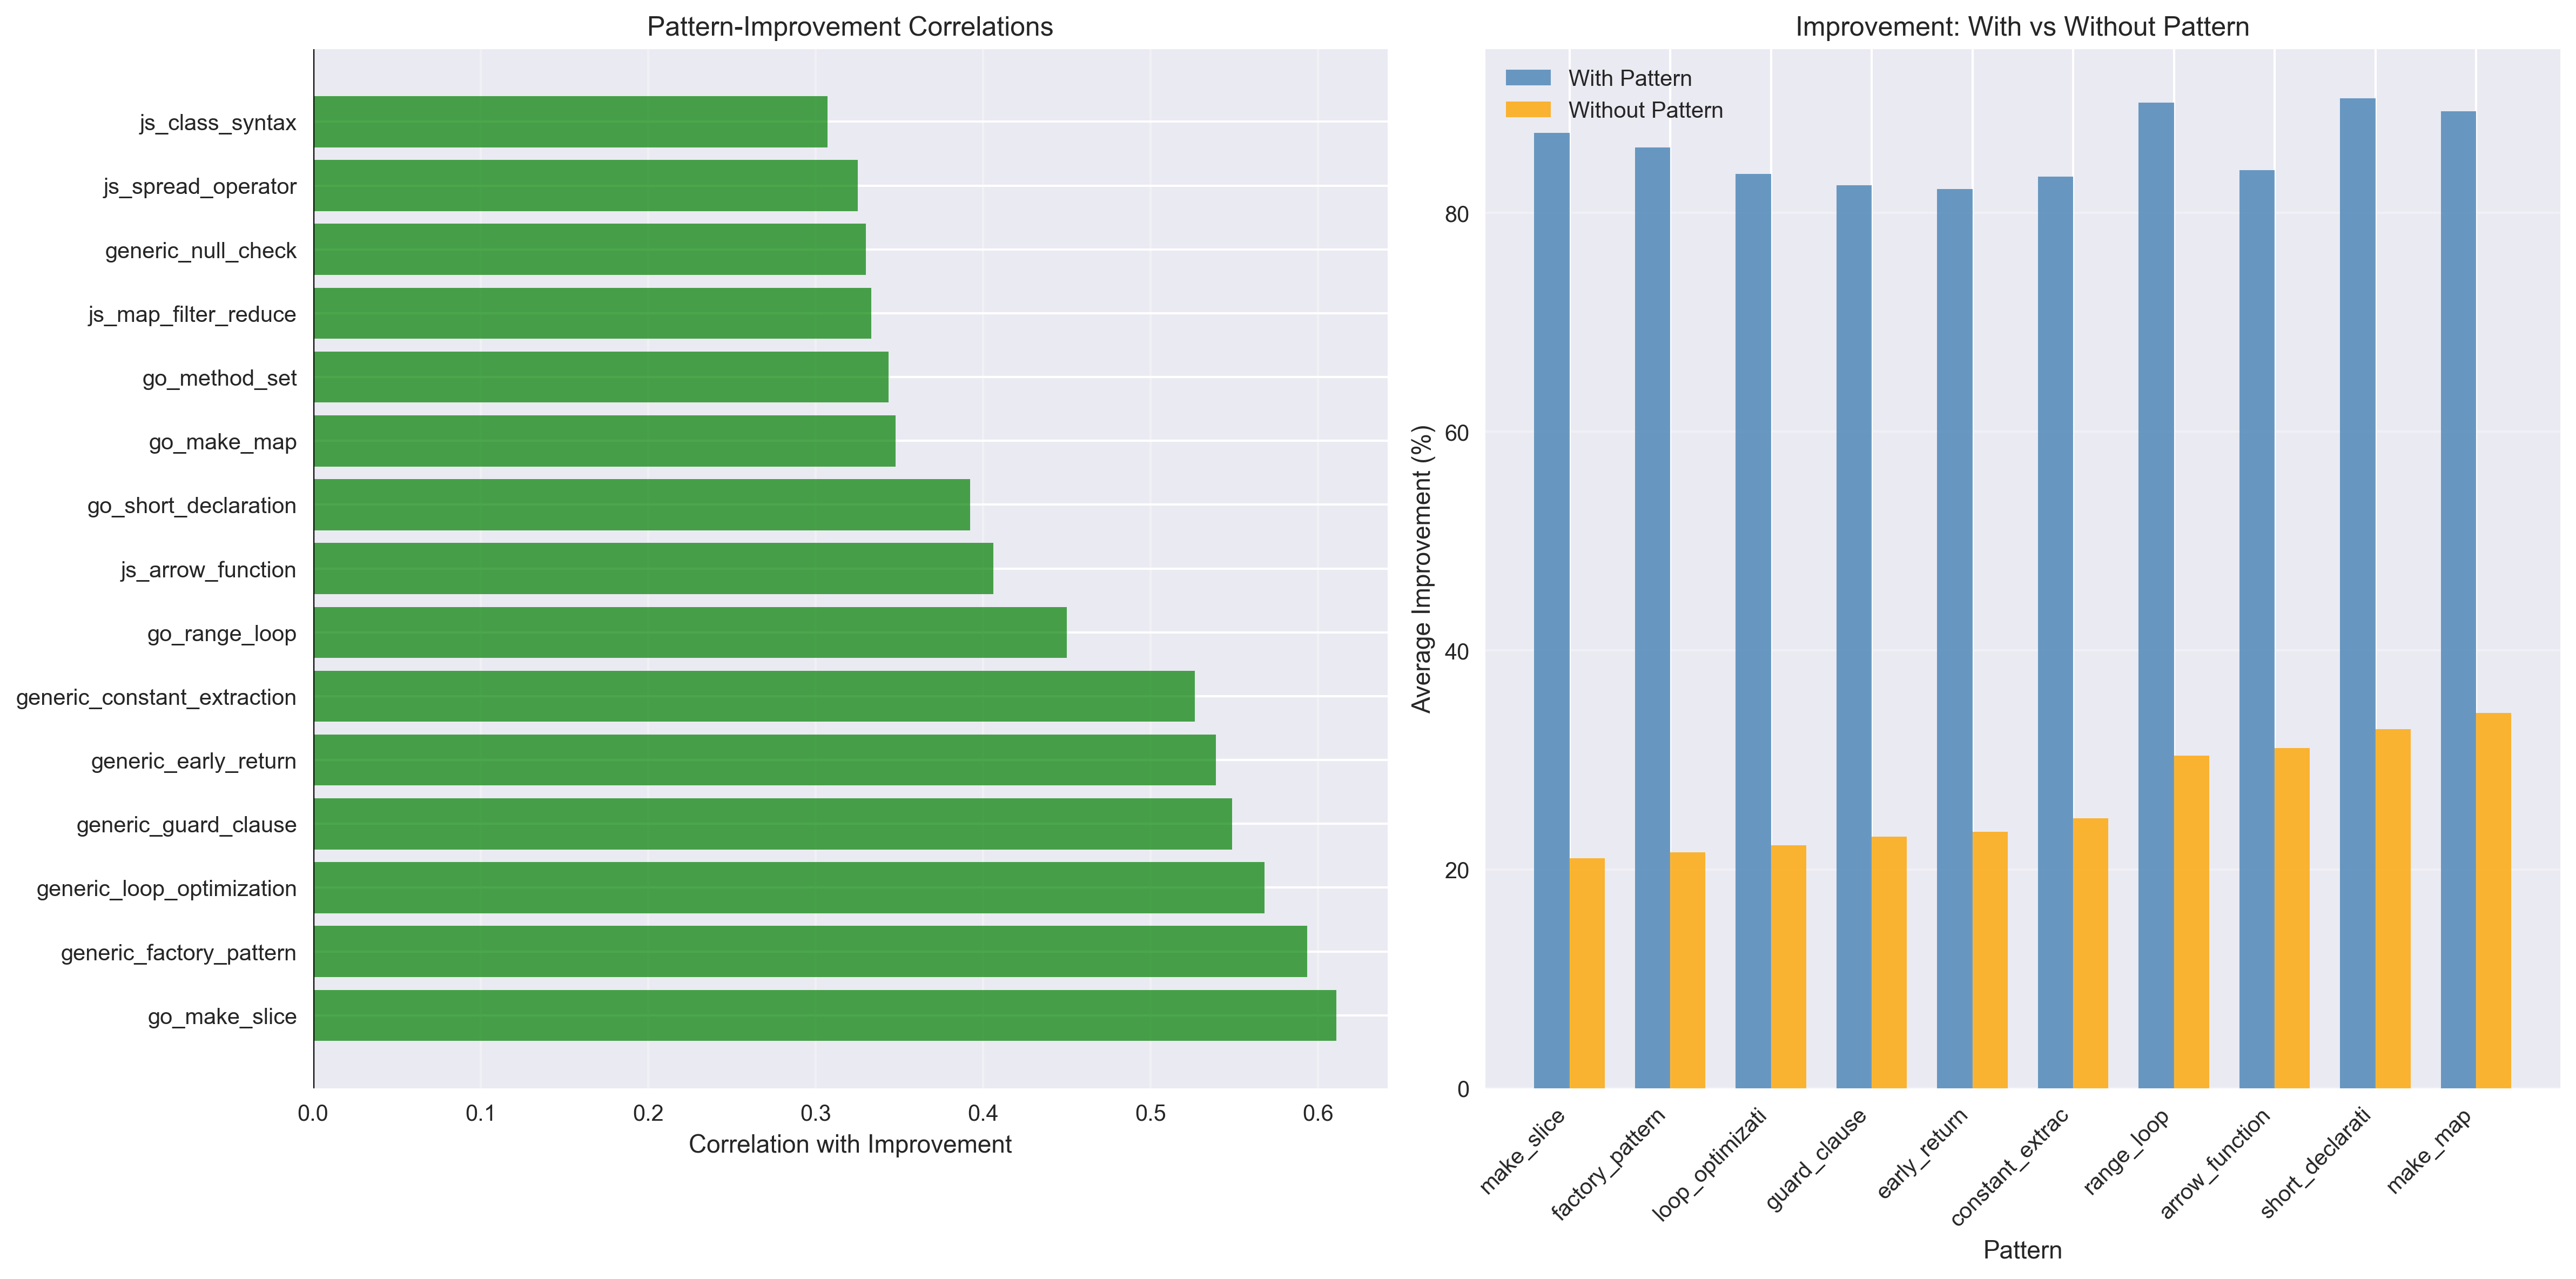 Pattern-Improvement Correlations
js_class_syntax
js_spread_operator
generic_null_check
js_map_filter_reduce
go_method_set
go_make_map
go_short_declaration
js_arrow_function
go_range_loop
generic_constant_extraction
generic_early_return
generic_guard_clause
generic_loop_optimization
generic_factory_pattern
go_make_slice
0.0 0.1 0.2 0.3 0.4 0.5 0.6
Correlation with Improvement
Improvement: With vs Without Pattern
With Pattern
Without Pattern
Average Improvement (%)
80
60
40
20
0
make_slice
factory_pattern
loop_optimizati
guard_clause
early_return
constant_extrac
range_loop
arrow_function
short_declarati
make_map
Pattern